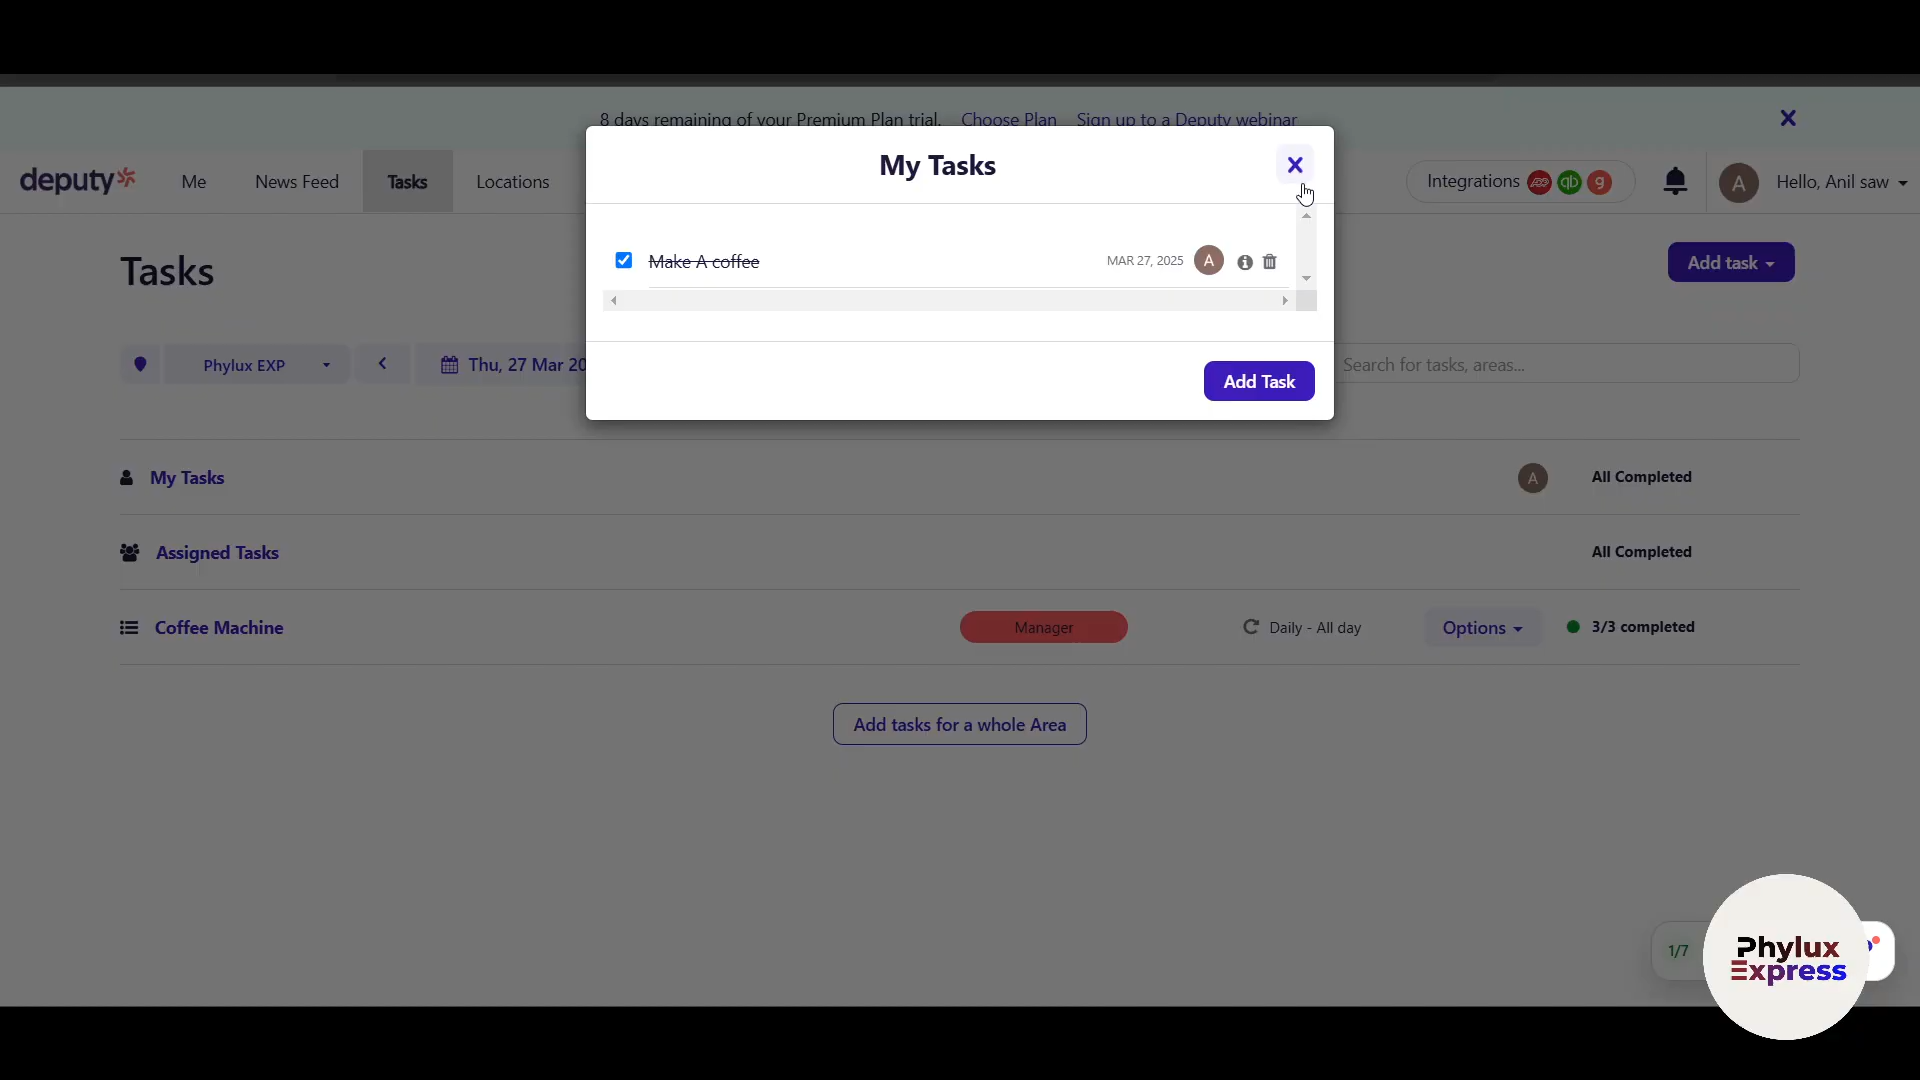 8 days remaining of your Premium Plan trial. Choose Plan Sign up to a Deputy webinar
My Tasks
deputy Me News Feed Tasks Locations Integrations qb g A Hello, Anil saw
Make A coffee MAR 27, 2025 A
Tasks Add task
Phylux EXP Thu, 27 Mar 20 Search for tasks, areas...
Add Task
My Tasks A All Completed
Assigned Tasks All Completed
Coffee Machine Manager Daily - All day Options 3/3 completed
Add tasks for a whole Area
1/7
Phylux
Express